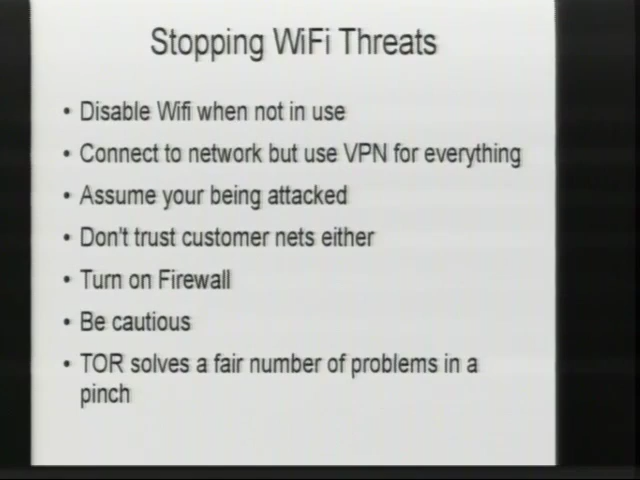 Stopping WiFi Threats
• Disable Wifi when not in use
• Connect to network but use VPN for everything
• Assume your being attacked
• Don't trust customer nets either
• Turn on Firewall
• Be cautious
• TOR solves a fair number of problems in a
pinch